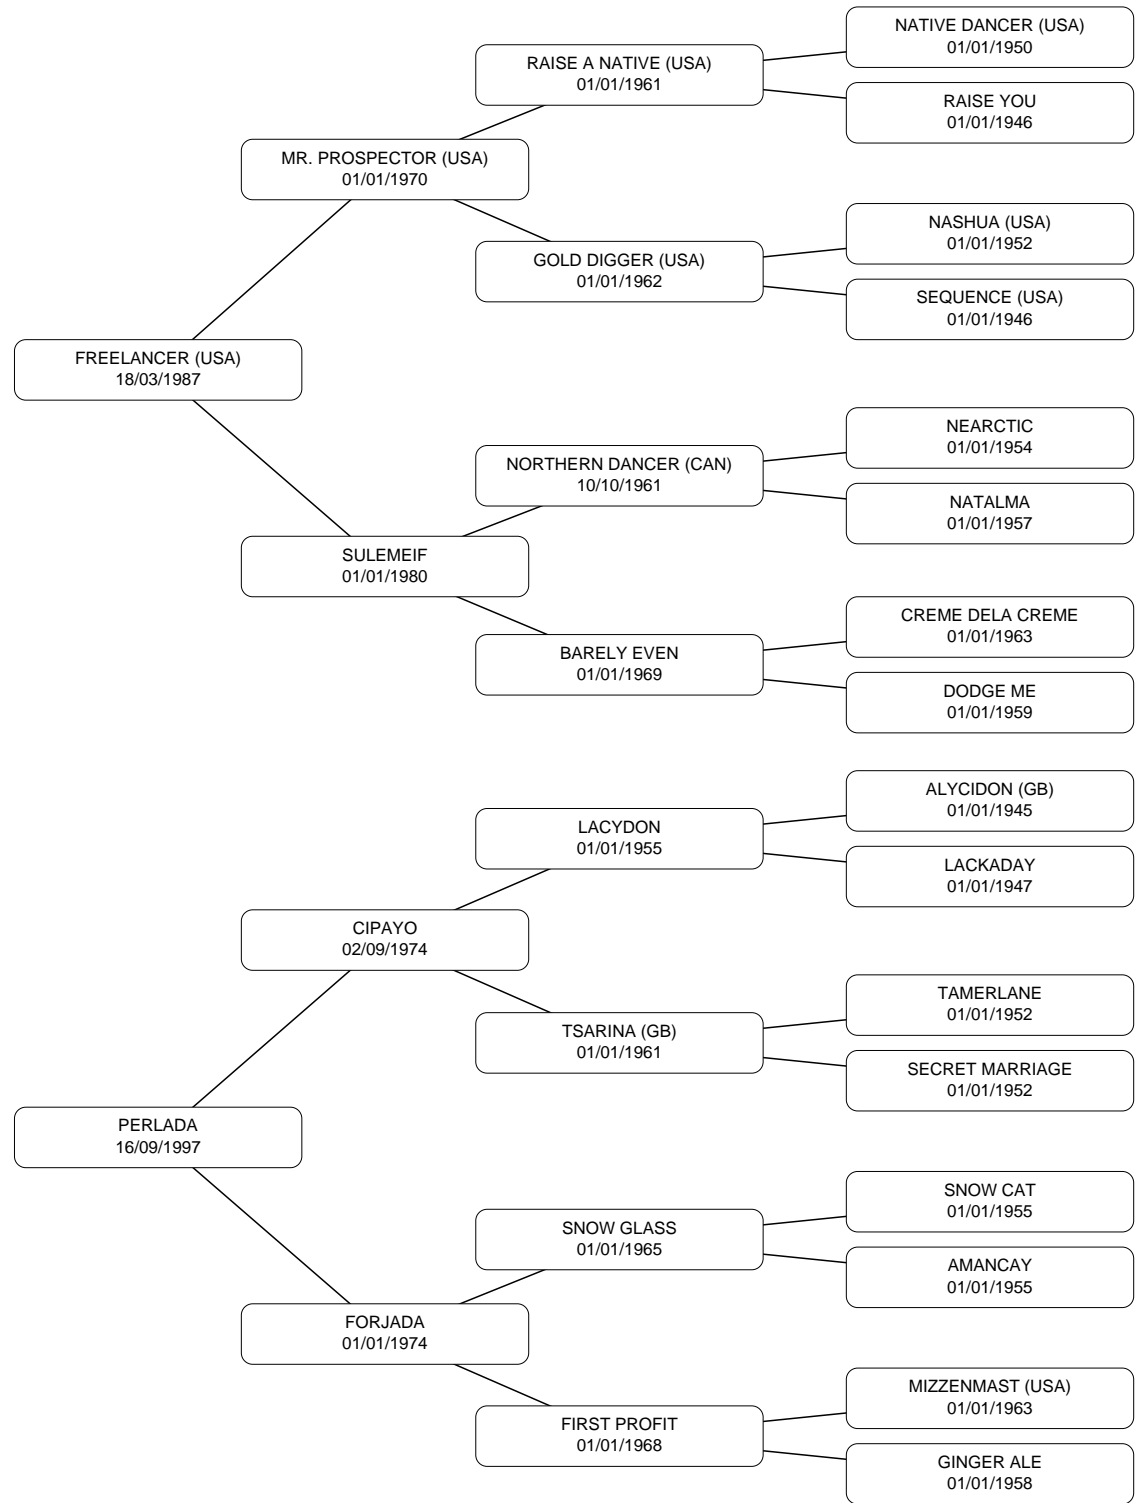 NATIVE DANCER (USA)
01/01/1950
RAISE A NATIVE (USA)
01/01/1961
RAISE YOU
01/01/1946
MR. PROSPECTOR (USA)
01/01/1970
NASHUA (USA)
01/01/1952
GOLD DIGGER (USA)
01/01/1962
SEQUENCE (USA)
01/01/1946
FREELANCER (USA)
18/03/1987
NEARCTIC
01/01/1954
NORTHERN DANCER (CAN)
10/10/1961
NATALMA
01/01/1957
SULEMEIF
01/01/1980
CREME DELA CREME
01/01/1963
BARELY EVEN
01/01/1969
DODGE ME
01/01/1959
ALYCIDON (GB)
01/01/1945
LACYDON
01/01/1955
LACKADAY
01/01/1947
CIPAYO
02/09/1974
TAMERLANE
01/01/1952
TSARINA (GB)
01/01/1961
SECRET MARRIAGE
01/01/1952
PERLADA
16/09/1997
SNOW CAT
01/01/1955
SNOW GLASS
01/01/1965
AMANCAY
01/01/1955
FORJADA
01/01/1974
MIZZENMAST (USA)
01/01/1963
FIRST PROFIT
01/01/1968
GINGER ALE
01/01/1958